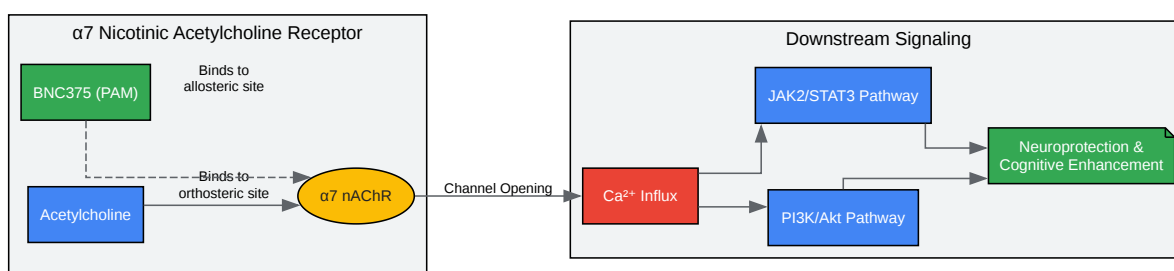 α7 Nicotinic Acetylcholine Receptor
BNC375 (PAM)
Binds to
allosteric site
Binds to
orthosteric site
Acetylcholine
α7 nAChR
Channel Opening
Downstream Signaling
Ca²⁺ Influx
JAK2/STAT3 Pathway
PI3K/Akt Pathway
Neuroprotection &
Cognitive Enhancement